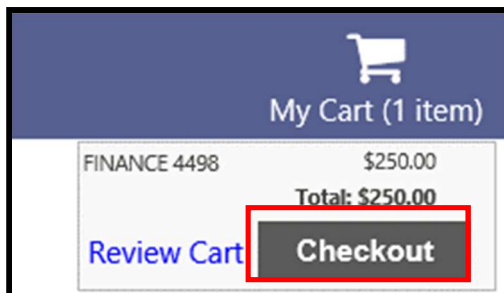 My Cart (1 item)
FINANCE 4498 $250.00
Total: $250.00
Review Cart Checkout